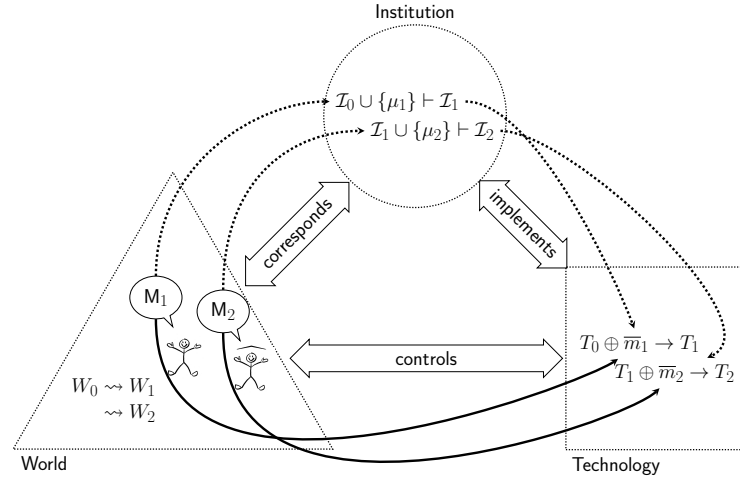 Institution
𝓘₀ ∪ {μ₁} ⊢ 𝓘₁
𝓘₁ ∪ {μ₂} ⊢ 𝓘₂
corresponds
implements
M₁
M₂
controls
T₀ ⊕ m̅₁ → T₁
T₁ ⊕ m̅₂ → T₂
W₀ ⇝ W₁
⇝ W₂
World
Technology